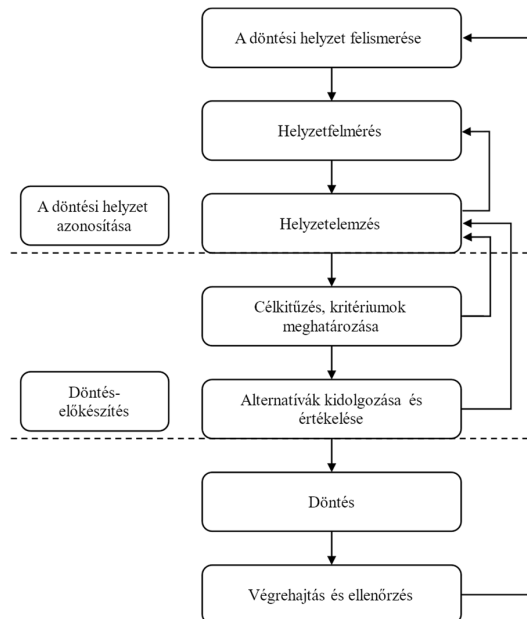 A döntési helyzet felismerése
Helyzetfelmérés
A döntési helyzet
azonosítása
Helyzetelemzés
Célkitűzés, kritériumok
meghatározása
Döntés-
előkészítés
Alternatívák kidolgozása és
értékelése
Döntés
Végrehajtás és ellenőrzés